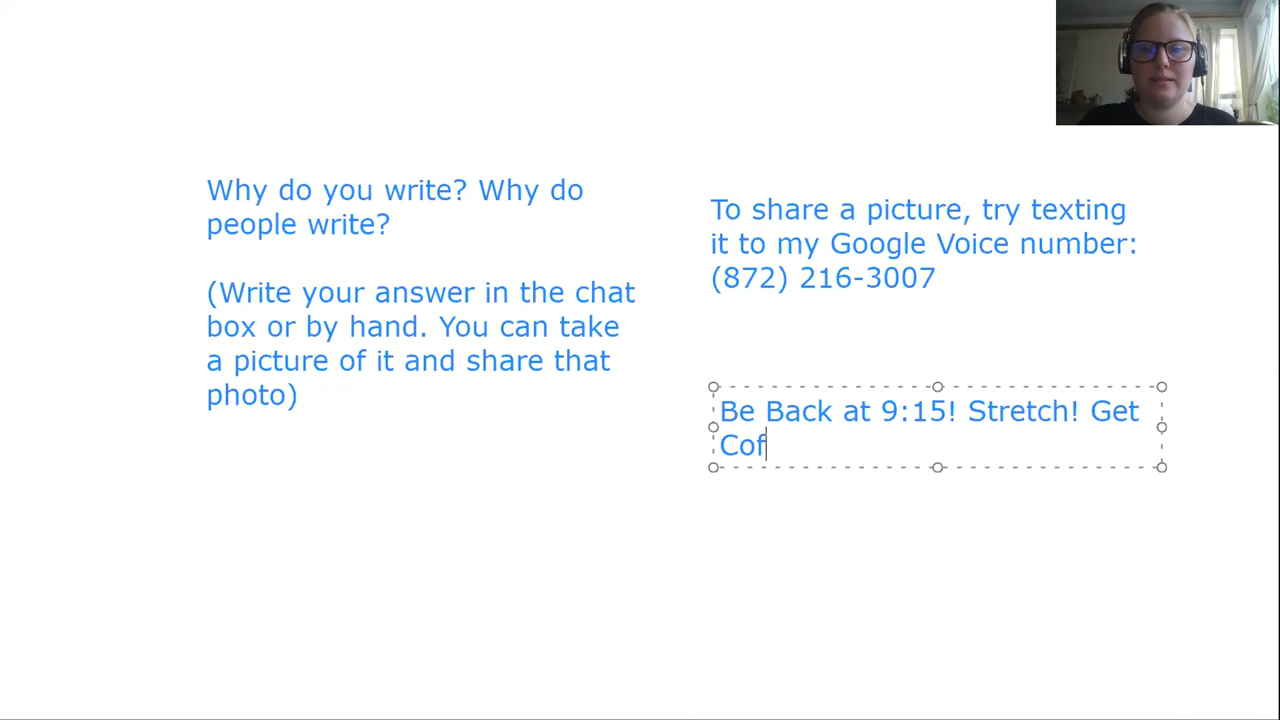 Why do you write? Why do
people write?
(Write your answer in the chat
box or by hand. You can take
a picture of it and share that
photo)
To share a picture, try texting
it to my Google Voice number:
(872) 216-3007
Be Back at 9:15! Stretch! Get
Cof